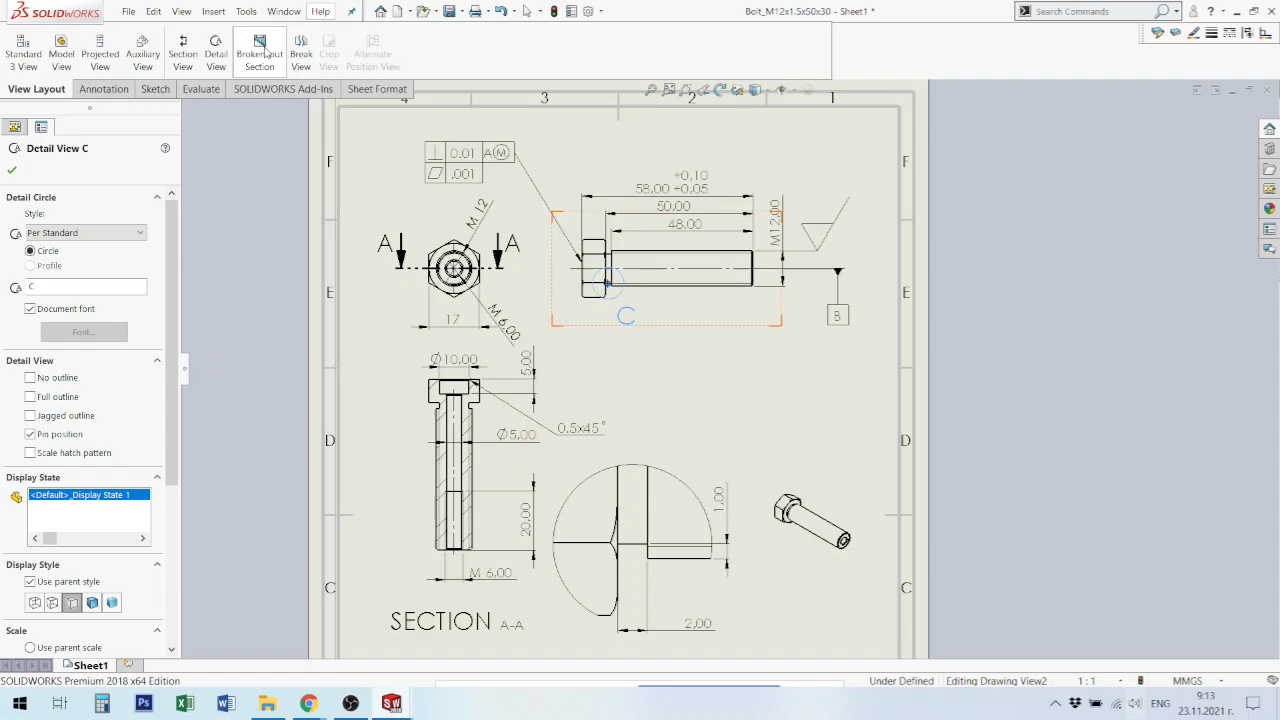 SOLIDWORKS
File Edit View Insert Tools Window Help
Bolt_M12x1.5x50x30 - Sheet1 *
Search Commands
Standard 3 View
Model View
Projected View
Auxiliary View
Section View
Detail View
Broken-out Section
Break View
Crop View
Alternate Position View
View Layout Annotation Sketch Evaluate SOLIDWORKS Add-Ins Sheet Format
Detail View C
Detail Circle
Style:
Per Standard
Circle
Profile
C
Document font
Font...
Detail View
No outline
Full outline
Jagged outline
Pin position
Scale hatch pattern
Display State
<Default>_Display State 1
Display Style
Use parent style
Scale
Use parent scale
4 3 2 1
F F
E E
D D
C C
0.01 A Ⓜ
.001
M 12
A A
17
M 6,00
+0,10
58,00 +0,05
50,00
48,00
M12,00
C
B
Ø10,00
5,00
0.5x45°
Ø5,00
20,00
M 6,00
SECTION A-A
1,00
2,00
Sheet1
SOLIDWORKS Premium 2018 x64 Edition
Under Defined
Editing Drawing View2
1 : 1
MMGS
ENG
9:13
23.11.2021 г.